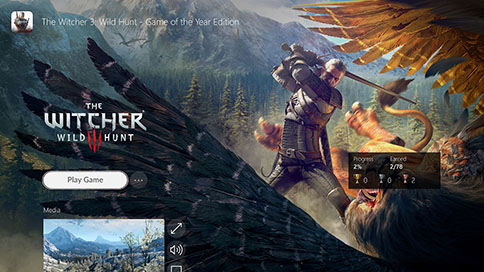 The Witcher 3: Wild Hunt - Game of the Year Edition
THE
WITCHER
WILD III HUNT
Play Game
...
Progress
Earned
2%
2/78
0
0
2
Media